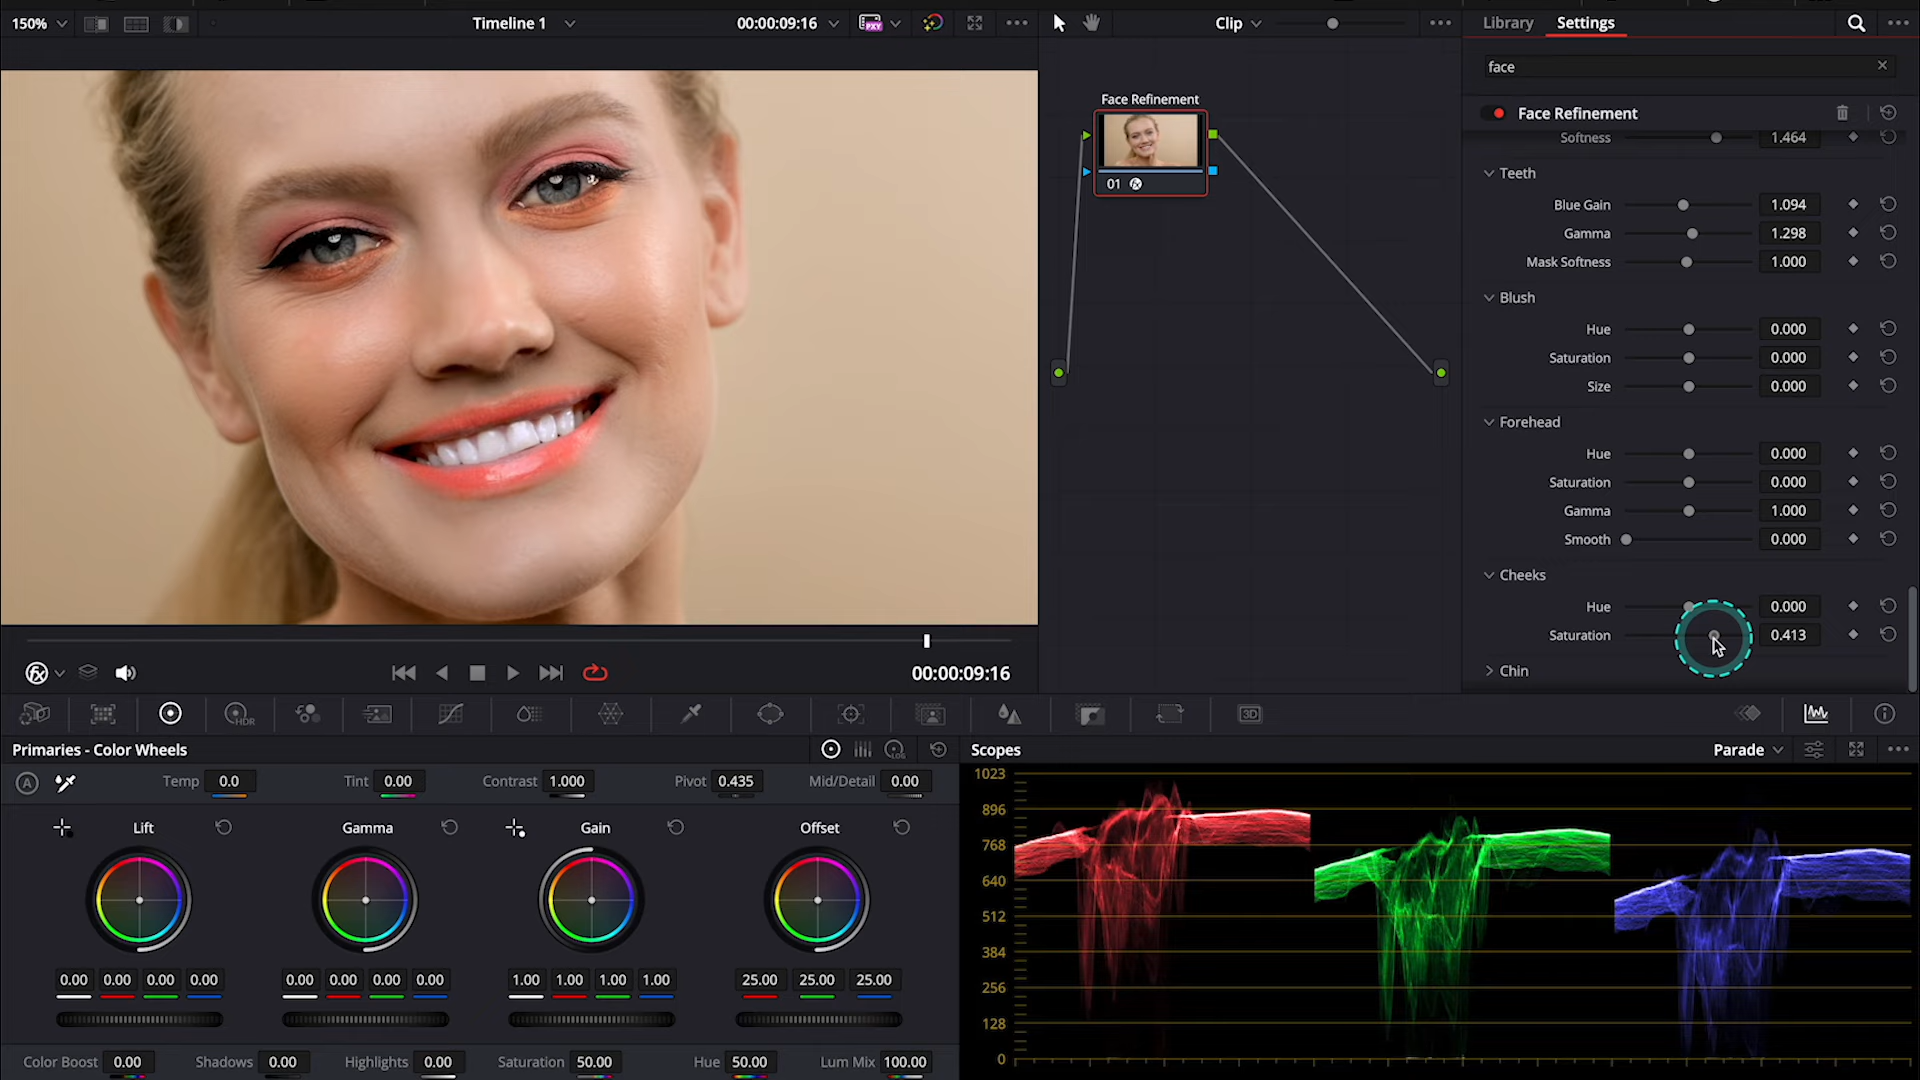 150%
Timeline 1
00:00:09:16
PXY
Clip
Library
Settings
face
Face Refinement
Face Refinement
01
Softness 1.464
Teeth
Blue Gain 1.094
Gamma 1.298
Mask Softness 1.000
Blush
Hue 0.000
Saturation 0.000
Size 0.000
Forehead
Hue 0.000
Saturation 0.000
Gamma 1.000
Smooth 0.000
Cheeks
Hue 0.000
Saturation 0.413
Chin
fx
00:00:09:16
HDR
3D
Primaries - Color Wheels
LOG
A
Temp 0.0 Tint 0.00 Contrast 1.000 Pivot 0.435 Mid/Detail 0.00
Lift
Gamma
Gain
Offset
0.00 0.00 0.00 0.00
0.00 0.00 0.00 0.00
1.00 1.00 1.00 1.00
25.00 25.00 25.00
Color Boost 0.00 Shadows 0.00 Highlights 0.00 Saturation 50.00 Hue 50.00 Lum Mix 100.00
Scopes
Parade
1023
896
768
640
512
384
256
128
0